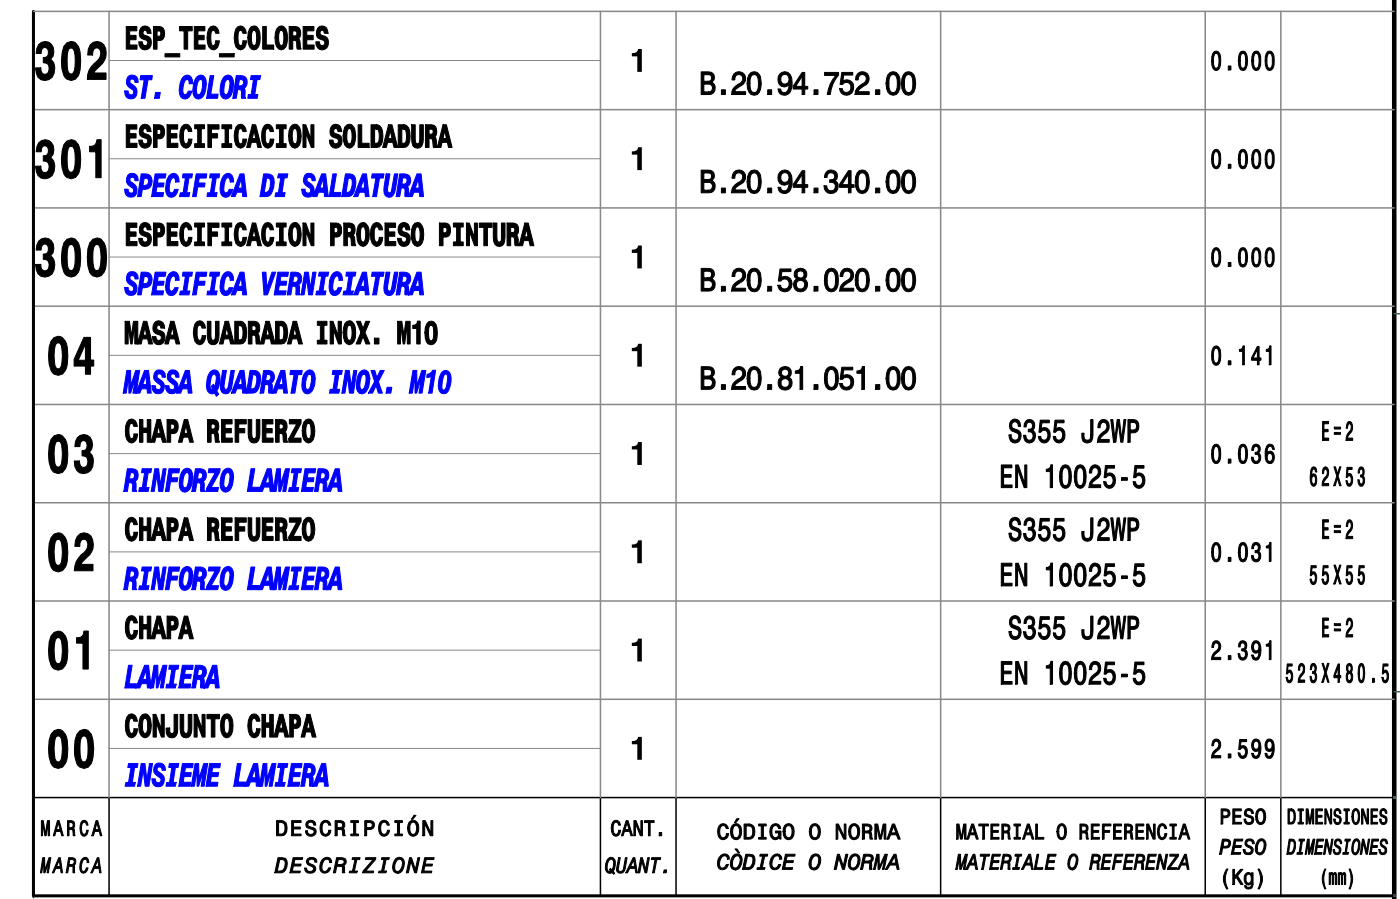 302 ESP_TEC_COLORES 1 0.000
ST. COLORI B.20.94.752.00
301 ESPECIFICACION SOLDADURA 1 0.000
SPECIFICA DI SALDATURA B.20.94.340.00
300 ESPECIFICACION PROCESO PINTURA 1 0.000
SPECIFICA VERNICIATURA B.20.58.020.00
04 MASA CUADRADA INOX. M10 1 0.141
MASSA QUADRATO INOX. M10 B.20.81.051.00
03 CHAPA REFUERZO 1 S355 J2WP 0.036 E=2
RINFORZO LAMIERA EN 10025-5 62X53
02 CHAPA REFUERZO 1 S355 J2WP 0.031 E=2
RINFORZO LAMIERA EN 10025-5 55X55
01 CHAPA 1 S355 J2WP 2.391 E=2
LAMIERA EN 10025-5 523X480.5
00 CONJUNTO CHAPA 1 2.599
INSIEME LAMIERA
MARCA DESCRIPCIÓN CANT. CÓDIGO O NORMA MATERIAL O REFERENCIA PESO DIMENSIONES
MARCA DESCRIZIONE QUANT. CÒDICE O NORMA MATERIALE O REFERENZA PESO DIMENSIONES
(Kg) (mm)